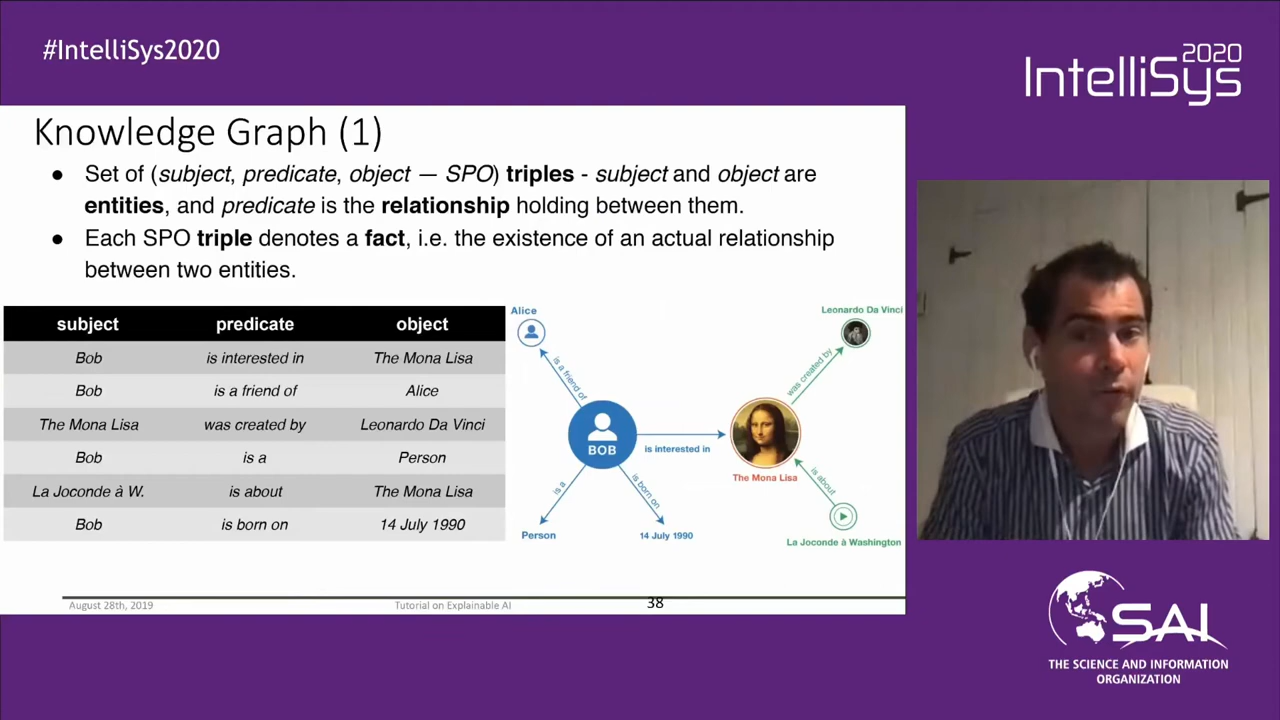 #IntelliSys2020
2020
IntelliSys
Knowledge Graph (1)
● Set of (subject, predicate, object — SPO) triples - subject and object are
entities, and predicate is the relationship holding between them.
● Each SPO triple denotes a fact, i.e. the existence of an actual relationship
between two entities.
subject predicate object
Bob is interested in The Mona Lisa
Bob is a friend of Alice
The Mona Lisa was created by Leonardo Da Vinci
Bob is a Person
La Joconde à W. is about The Mona Lisa
Bob is born on 14 July 1990
Alice
Leonardo Da Vinci
is a friend of
was created by
BOB
is interested in
The Mona Lisa
is a
is born on
is about
Person
14 July 1990
La Joconde à Washington
August 28th, 2019 Tutorial on Explainable AI 38
SAI
THE SCIENCE AND INFORMATION
ORGANIZATION